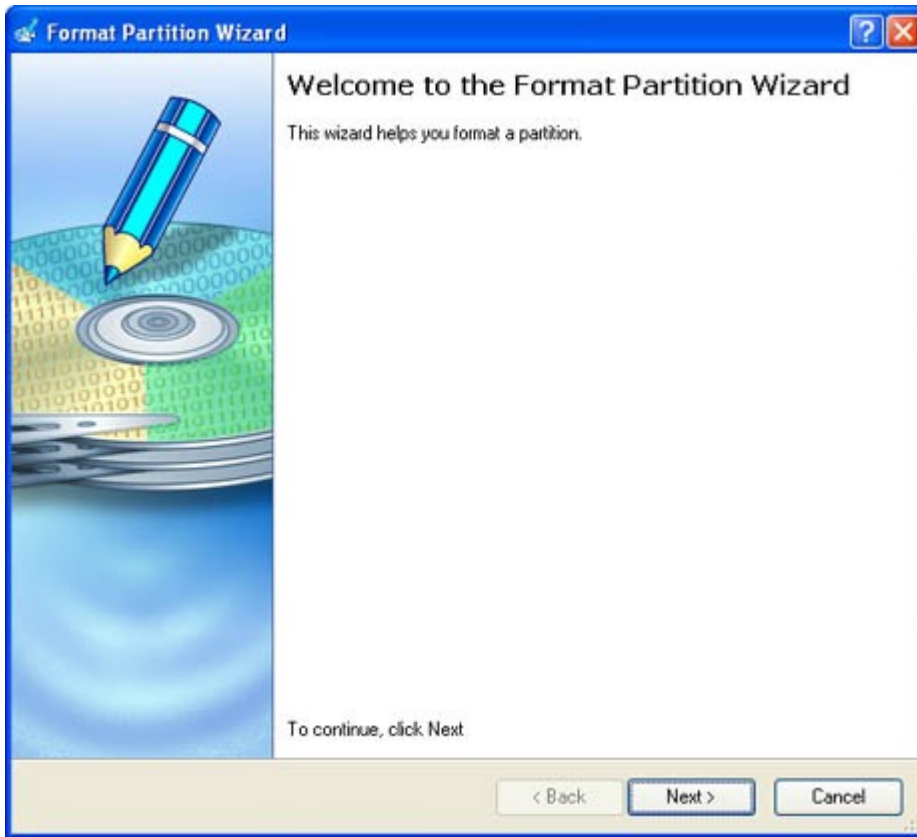 Format Partition Wizard
Welcome to the Format Partition Wizard
This wizard helps you format a partition.
To continue, click Next
< Back
Next >
Cancel